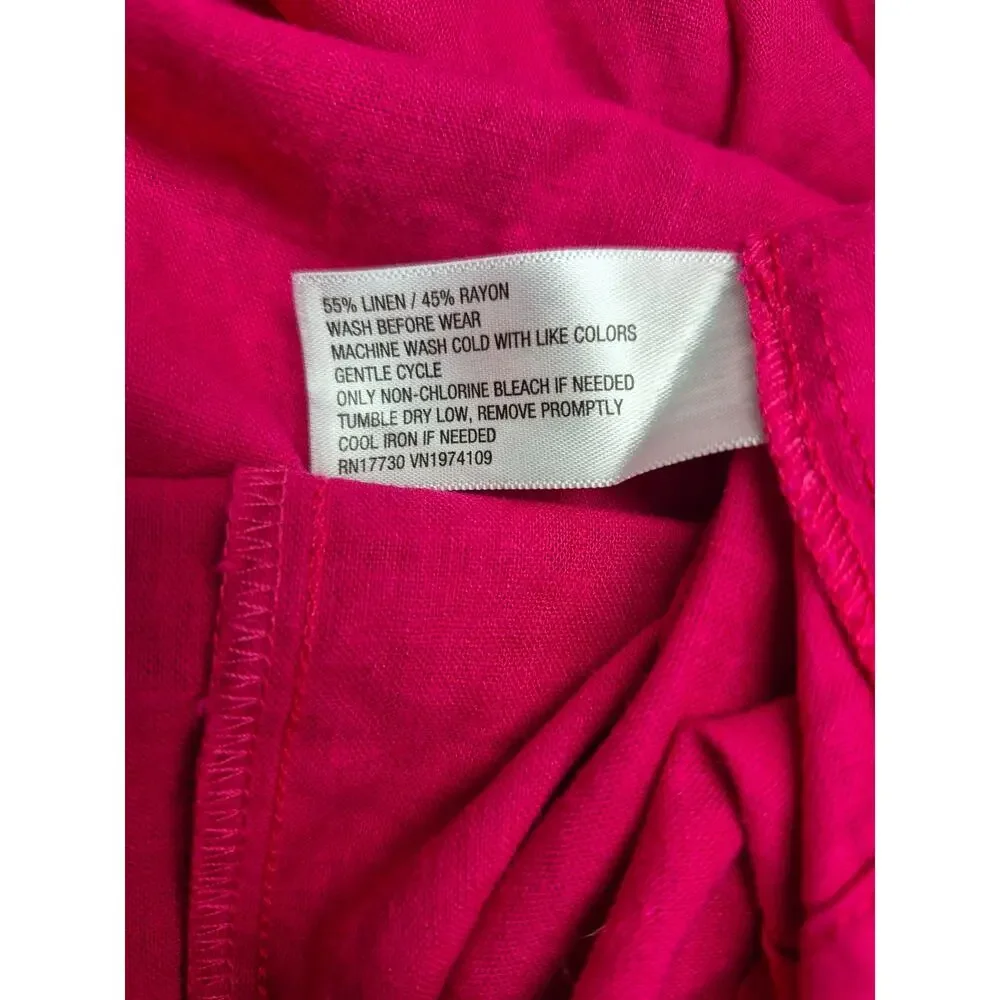 55% LINEN / 45% RAYON
WASH BEFORE WEAR
MACHINE WASH COLD WITH LIKE COLORS
GENTLE CYCLE
ONLY NON-CHLORINE BLEACH IF NEEDED
TUMBLE DRY LOW, REMOVE PROMPTLY
COOL IRON IF NEEDED
RN17730 VN1974109